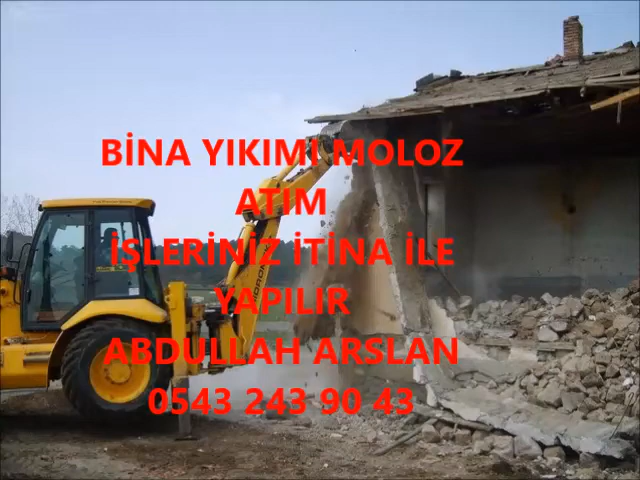 BİNA YIKIMI MOLOZ
ATIM
İŞLERİNİZ İTİNA İLE
YAPILIR
ABDULLAH ARSLAN
0543 243 90 43